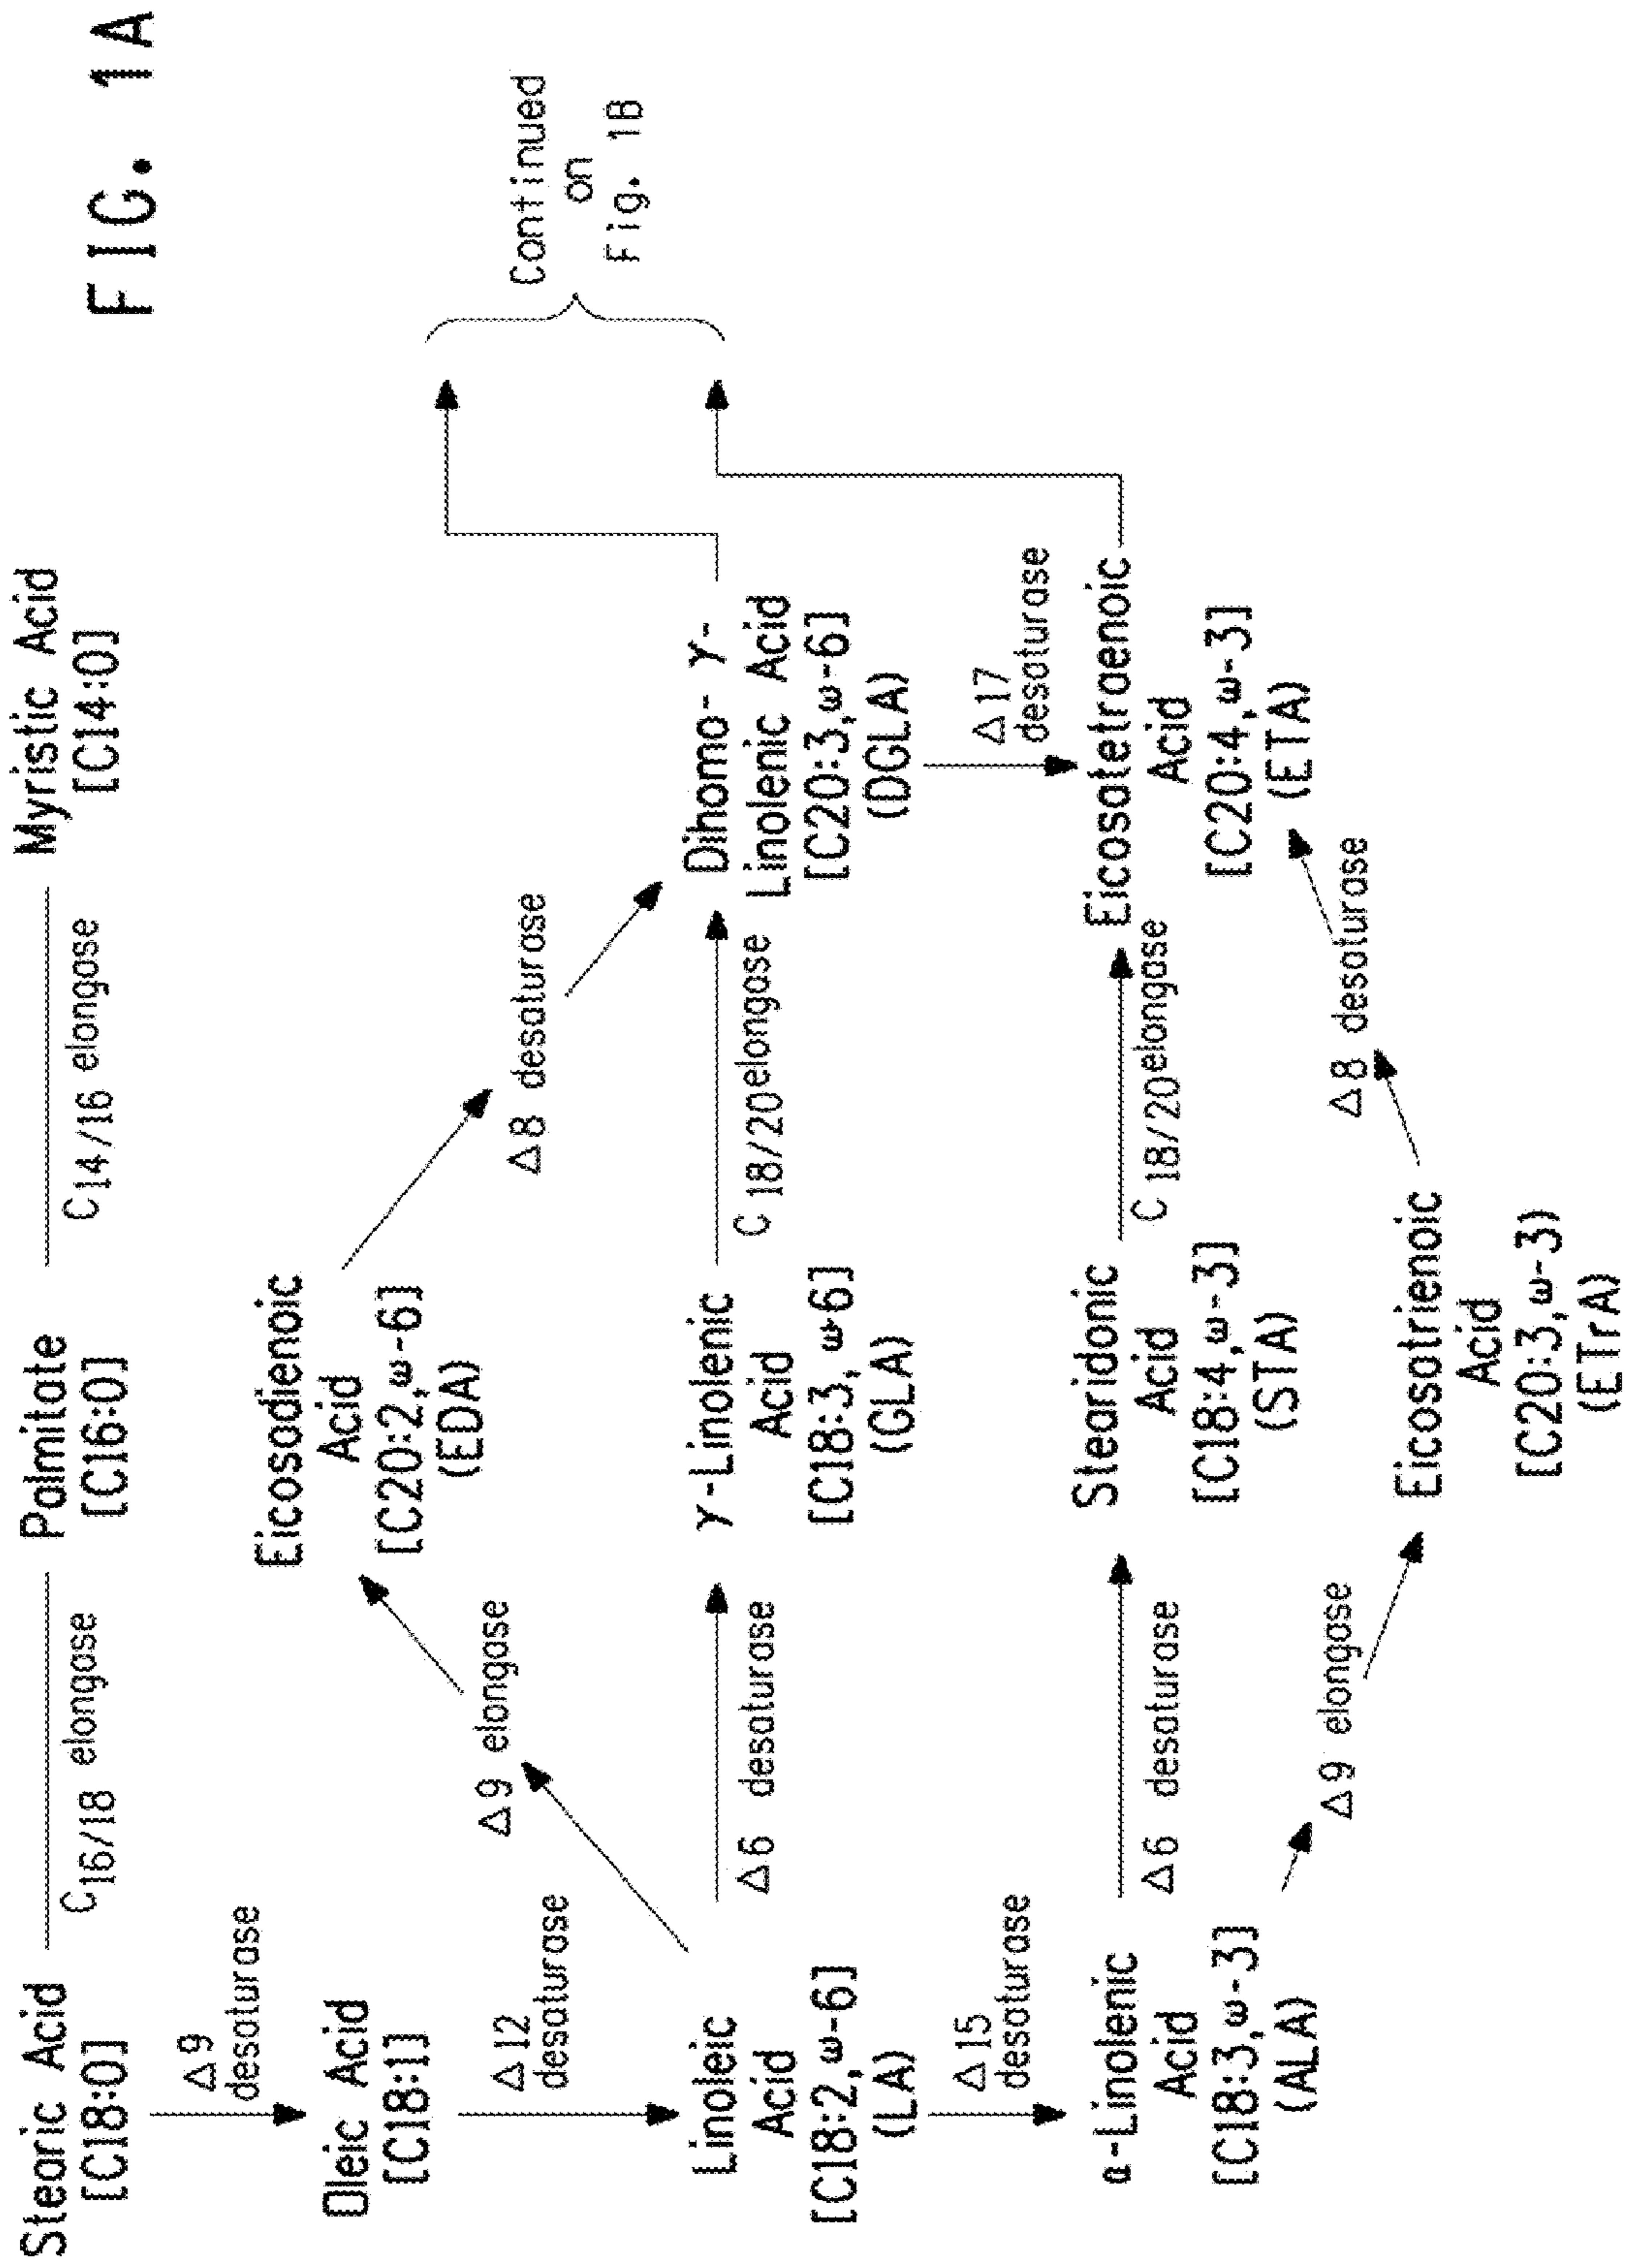 FIG. 1A
Stearic Acid
[C18:0]
C16/18 elongase
Palmitate
[C16:0]
C14/16 elongase
Myristic Acid
[C14:0]
Δ9
desaturase
Oleic Acid
[C18:1]
Δ12
desaturase
Eicosadienoic
Acid
[C20:2,ω-6]
(EDA)
Δ9 elongase
Δ8 desaturase
Continued
on
Fig. 1B
Linoleic
Acid
[C18:2,ω-6]
(LA)
Δ6 desaturase
γ-Linolenic
Acid
[C18:3,ω-6]
(GLA)
C 18/20 elongase
Dihomo- γ-
Linolenic Acid
[C20:3,ω-6]
(DGLA)
Δ15
desaturase
Δ17
desaturase
α-Linolenic
Acid
[C18:3,ω-3]
(ALA)
Δ6 desaturase
Stearidonic
Acid
[C18:4,ω-3]
(STA)
C 18/20 elongase
Eicosatetraenoic
Acid
[C20:4,ω-3]
(ETA)
Δ9 elongase
Eicosatrienoic
Acid
[C20:3,ω-3)
(ETrA)
Δ8 desaturase